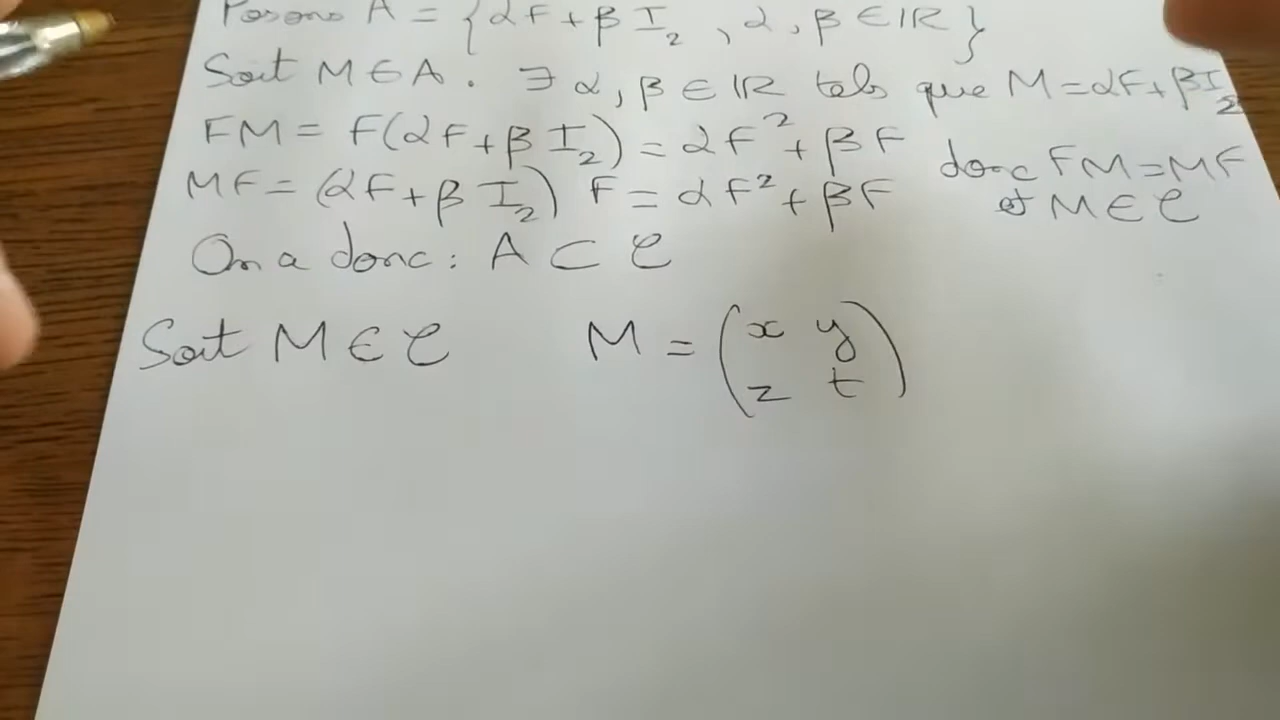 Posons A = {αF + βI₂, α, β ∈ ℝ}
Soit M ∈ A. ∃ α, β ∈ ℝ tels que M = αF + βI₂
FM = F(αF + βI₂) = αF² + βF
MF = (αF + βI₂) F = αF² + βF
donc FM = MF
et M ∈ 𝒞
On a donc : A ⊂ 𝒞
Soit M ∈ 𝒞 M = (x y
z t)